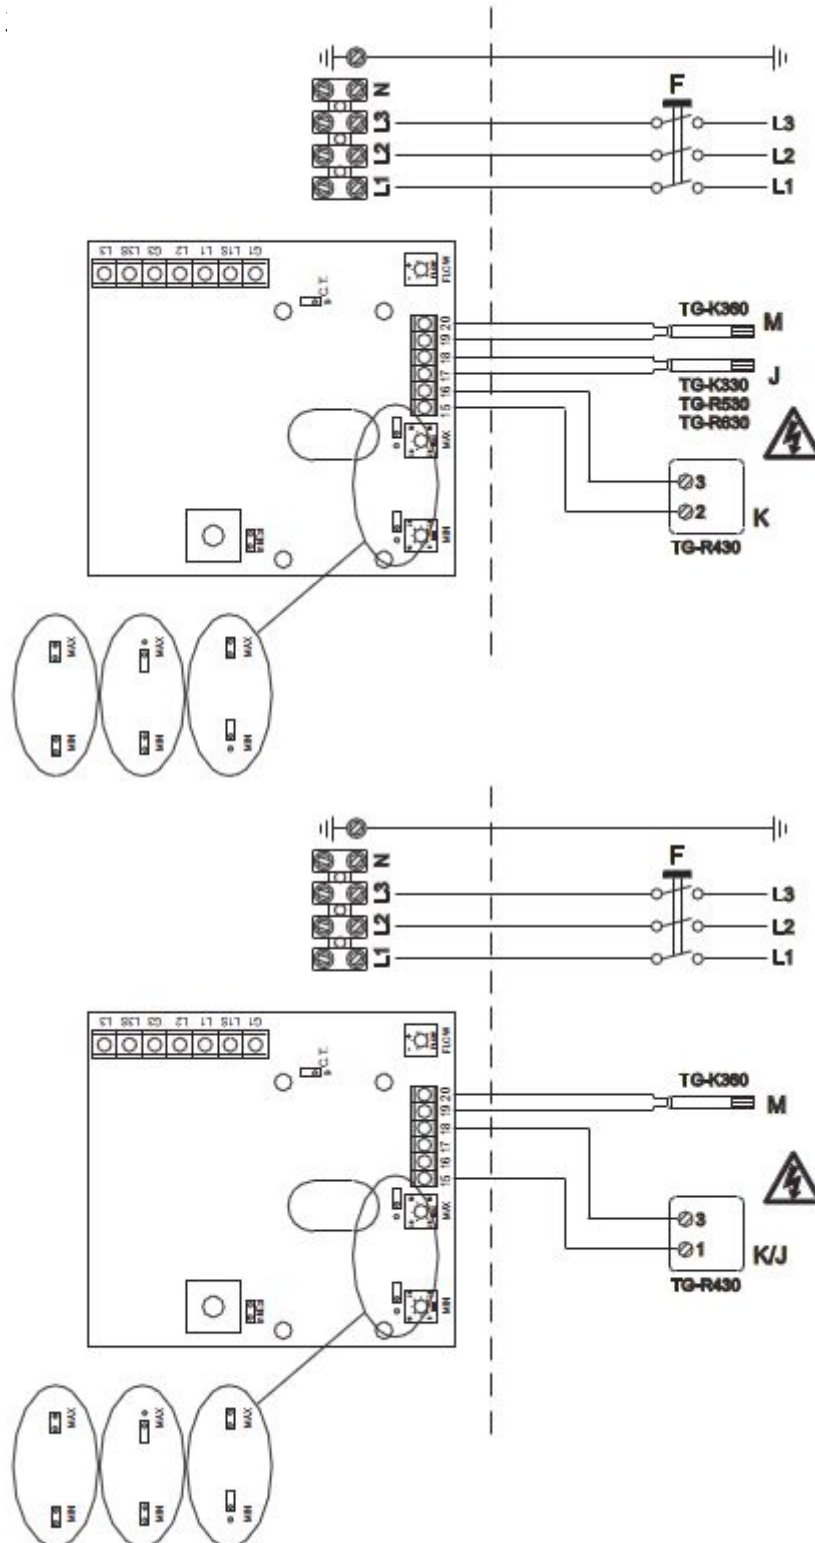 N
F
L3
L3
L2
L2
L1
L1
L3 L3S G3 L2 L1 L1S G1
FLOW
C.T.
20
19
18
17
16
15
TG-K360
M
J
TG-K330
TG-R530
TG-R630
MAX
3
2
K
MIN
TG-R430
MAX MAX MAX
MIN MIN MIN
N
F
L3
L3
L2
L2
L1
L1
L3 L3S G3 L2 L1 L1S G1
FLOW
C.T.
20
19
18
17
16
15
TG-K360
M
MAX
3
1
K/J
TG-R430
MIN
MAX MAX MAX
MIN MIN MIN